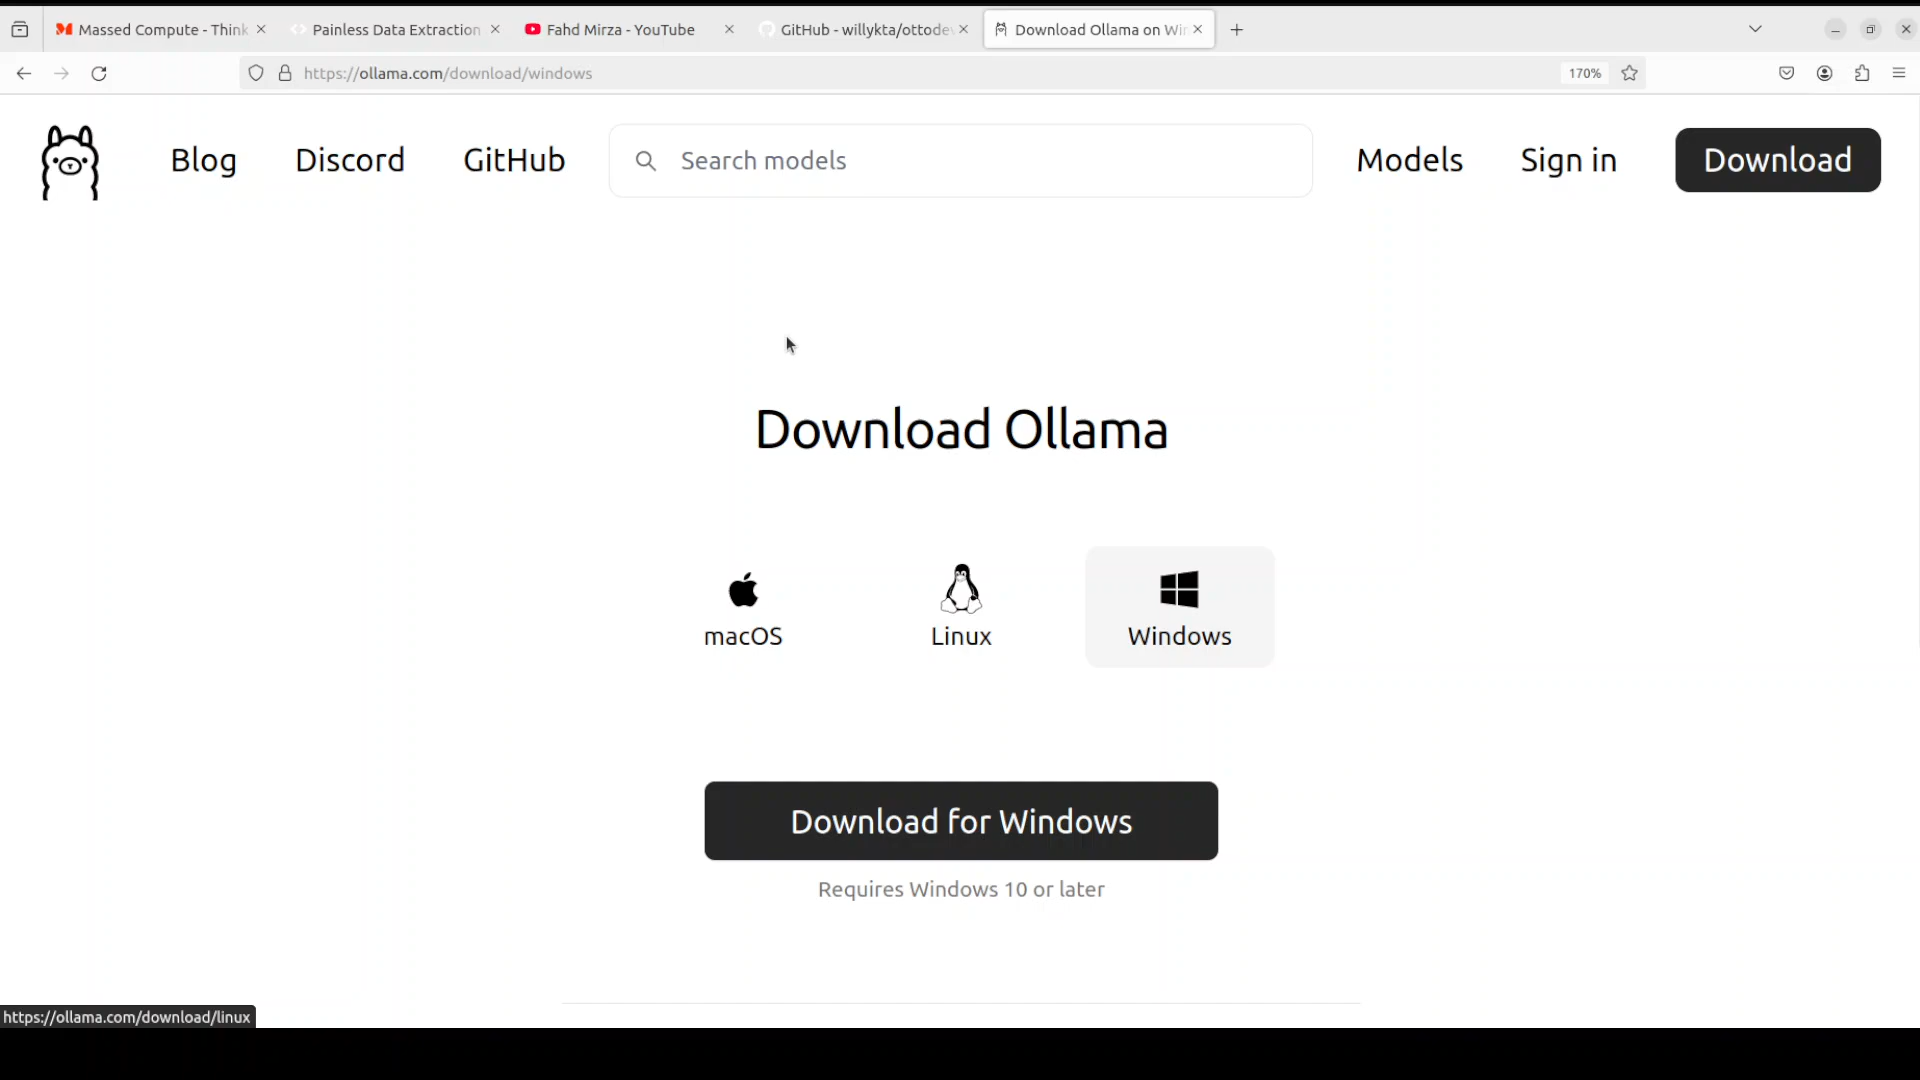 Massed Compute - Think
Painless Data Extraction
Fahd Mirza - YouTube
GitHub - willykta/ottodev
Download Ollama on Win
https://ollama.com/download/windows
170%
Blog
Discord
GitHub
Search models
Models
Sign in
Download
Download Ollama
macOS
Linux
Windows
Download for Windows
Requires Windows 10 or later
https://ollama.com/download/linux